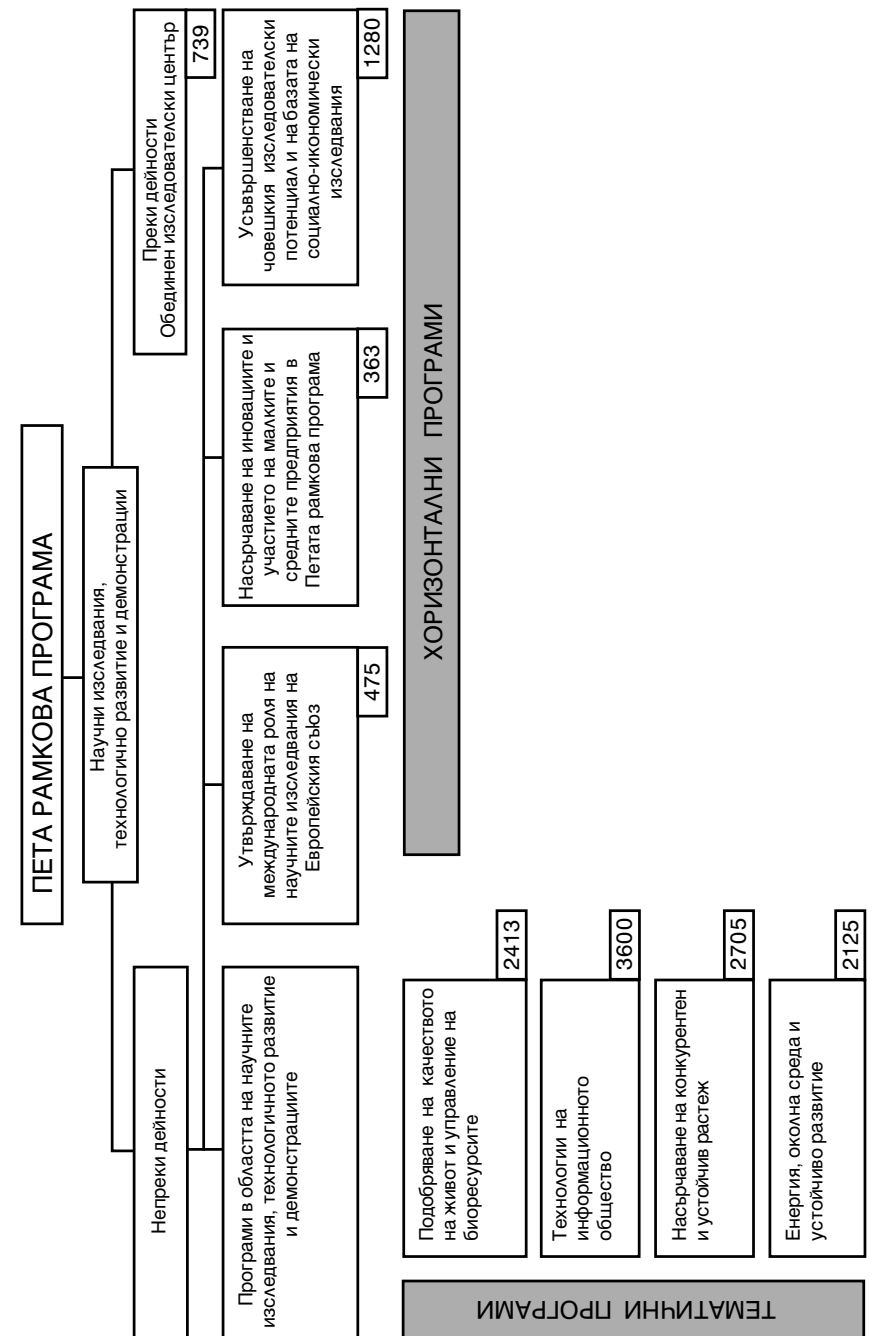 ПЕТА РАМКОВА ПРОГРАМА
Научни изследвания,
технологично развитие и демонстрации
Непреки дейности
Преки дейности
Обединен изследователски център
739
Програми в областта на научните
изследвания, технологичното развитие
и демонстрациите
Утвърждаване на
международната роля на
научните изследвания на
Европейския съюз
475
Насърчаване на иновациите и
участието на малките и
средните предприятия в
Петата рамкова програма
363
Усъвършенстване на
човешкия изследователски
потенциал и на базата на
социално-икономически
изследвания
1280
ХОРИЗОНТАЛНИ ПРОГРАМИ
ТЕМАТИЧНИ ПРОГРАМИ
Подобряване на качеството
на живот и управление на
биоресурсите
2413
Технологии на
информационното
общество
3600
Насърчаване на конкурентен
и устойчив растеж
2705
Енергия, околна среда и
устойчиво развитие
2125